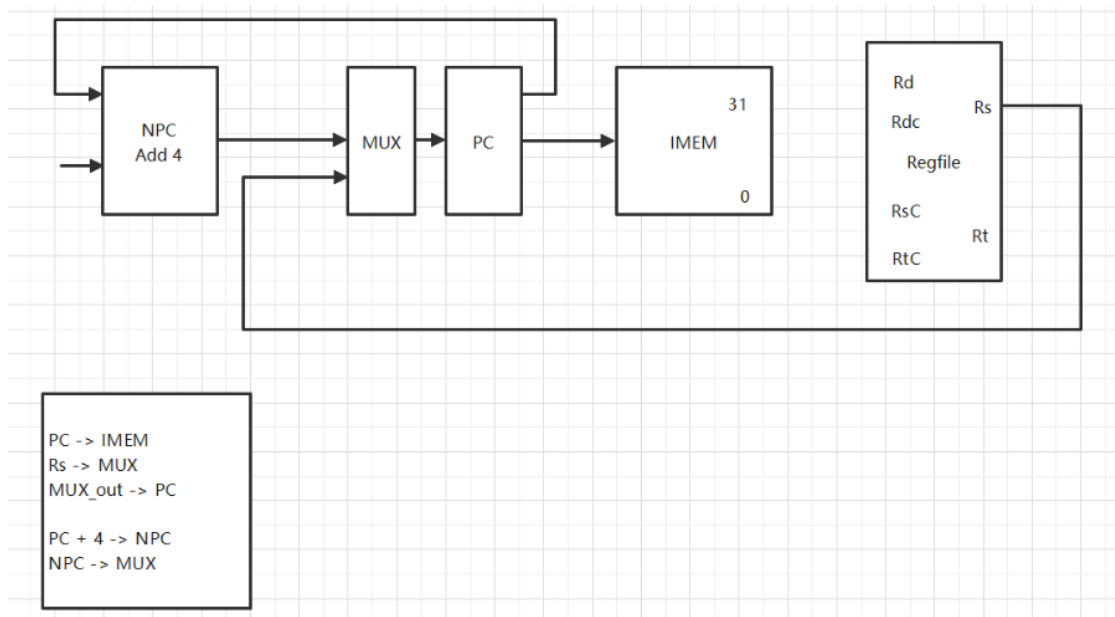 NPC
Add 4
MUX
PC
31
IMEM
0
Rd
Rs
Rdc
Regfile
RsC
Rt
RtC
PC -> IMEM
Rs -> MUX
MUX_out -> PC
PC + 4 -> NPC
NPC -> MUX